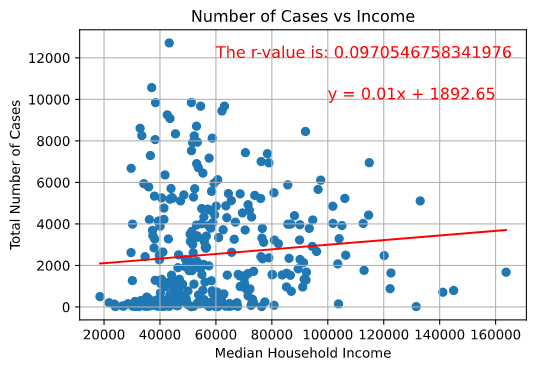 Number of Cases vs Income
The r-value is: 0.0970546758341976
y = 0.01x + 1892.65
Total Number of Cases
12000
10000
8000
6000
4000
2000
0
20000 40000 60000 80000 100000 120000 140000 160000
Median Household Income